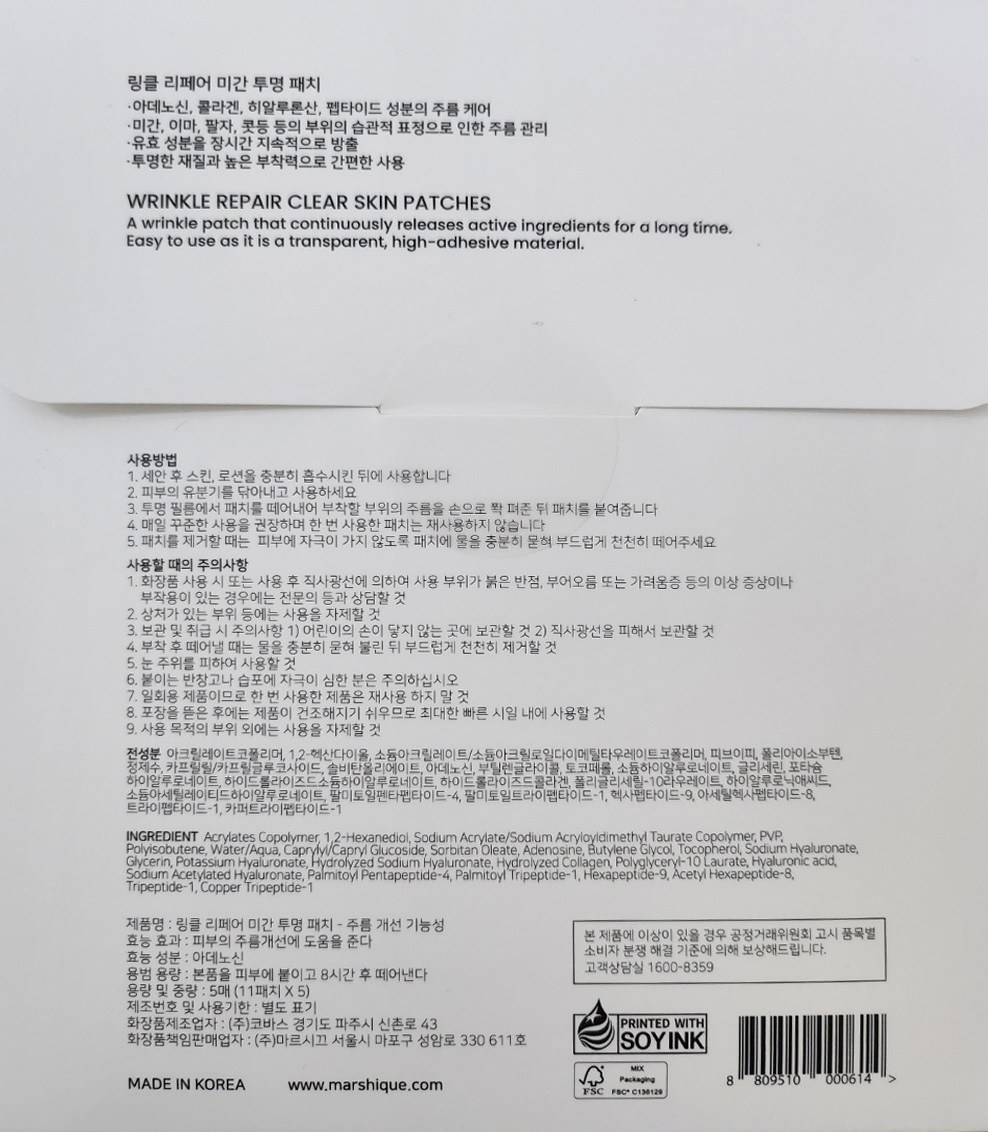 링클 리페어 미간 투명 패치
·아데노신, 콜라겐, 히알루론산, 펩타이드 성분의 주름 케어
·미간, 이마, 팔자, 콧등 등의 부위의 습관적 표정으로 인한 주름 관리
·유효 성분을 장시간 지속적으로 방출
·투명한 재질과 높은 부착력으로 간편한 사용
WRINKLE REPAIR CLEAR SKIN PATCHES
A wrinkle patch that continuously releases active ingredients for a long time.
Easy to use as it is a transparent, high-adhesive material.
사용방법
1. 세안 후 스킨, 로션을 충분히 흡수시킨 뒤에 사용합니다
2. 피부의 유분기를 닦아내고 사용하세요
3. 투명 필름에서 패치를 떼어내어 부착할 부위의 주름을 손으로 쫙 펴준 뒤 패치를 붙여줍니다
4. 매일 꾸준한 사용을 권장하며 한 번 사용한 패치는 재사용하지 않습니다
5. 패치를 제거할 때는 피부에 자극이 가지 않도록 패치에 물을 충분히 묻혀 부드럽게 천천히 떼어주세요
사용할 때의 주의사항
1. 화장품 사용 시 또는 사용 후 직사광선에 의하여 사용 부위가 붉은 반점, 부어오름 또는 가려움증 등의 이상 증상이나
부작용이 있는 경우에는 전문의 등과 상담할 것
2. 상처가 있는 부위 등에는 사용을 자제할 것
3. 보관 및 취급 시 주의사항 1) 어린이의 손이 닿지 않는 곳에 보관할 것 2) 직사광선을 피해서 보관할 것
4. 부착 후 떼어낼 때는 물을 충분히 묻혀 불린 뒤 부드럽게 천천히 제거할 것
5. 눈 주위를 피하여 사용할 것
6. 붙이는 반창고나 습포에 자극이 심한 분은 주의하십시오
7. 일회용 제품이므로 한 번 사용한 제품은 재사용 하지 말 것
8. 포장을 뜯은 후에는 제품이 건조해지기 쉬우므로 최대한 빠른 시일 내에 사용할 것
9. 사용 목적의 부위 외에는 사용을 자제할 것
전성분 아크릴레이트코폴리머, 1,2-헥산다이올, 소듐아크릴레이트/소듐아크릴로일다이메틸타우레이트코폴리머, 피브이피, 폴리아이소부텐,
정제수, 카프릴릴/카프릴글루코사이드, 솔비탄올리에이트, 아데노신, 부틸렌글라이콜, 토코페롤, 소듐하이알루로네이트, 글리세린, 포타슘
하이알루로네이트, 하이드롤라이즈드소듐하이알루로네이트, 하이드롤라이즈드콜라겐, 폴리글리세릴-10라우레이트, 하이알루로닉애씨드,
소듐아세틸레이티드하이알루로네이트, 팔미토일펜타펩타이드-4, 팔미토일트라이펩타이드-1, 헥사펩타이드-9, 아세틸헥사펩타이드-8,
트라이펩타이드-1, 카퍼트라이펩타이드-1
INGREDIENT Acrylates Copolymer, 1,2-Hexanediol, Sodium Acrylate/Sodium Acryloyldimethyl Taurate Copolymer, PVP,
Polyisobutene, Water/Aqua, Caprylyl/Capryl Glucoside, Sorbitan Oleate, Adenosine, Butylene Glycol, Tocopherol, Sodium Hyaluronate,
Glycerin, Potassium Hyaluronate, Hydrolyzed Sodium Hyaluronate, Hydrolyzed Collagen, Polyglyceryl-10 Laurate, Hyaluronic acid,
Sodium Acetylated Hyaluronate, Palmitoyl Pentapeptide-4, Palmitoyl Tripeptide-1, Hexapeptide-9, Acetyl Hexapeptide-8,
Tripeptide-1, Copper Tripeptide-1
제품명 : 링클 리페어 미간 투명 패치 - 주름 개선 기능성
효능 효과 : 피부의 주름개선에 도움을 준다
효능 성분 : 아데노신
용범 용량 : 본품을 피부에 붙이고 8시간 후 떼어낸다
용량 및 중량 : 5매 (11패치 X 5)
제조번호 및 사용기한 : 별도 표기
화장품제조업자 : (주)코바스 경기도 파주시 신촌로 43
화장품책임판매업자 : (주)마르시끄 서울시 마포구 성암로 330 611호
MADE IN KOREA www.marshique.com
본 제품에 이상이 있을 경우 공정거래위원회 고시 품목별
소비자 분쟁 해결 기준에 의해 보상해드립니다.
고객상담실 1600-8359
PRINTED WITH
SOY INK
FSC
MIX
Packaging
FSC® C136129
8 809510 000614 >